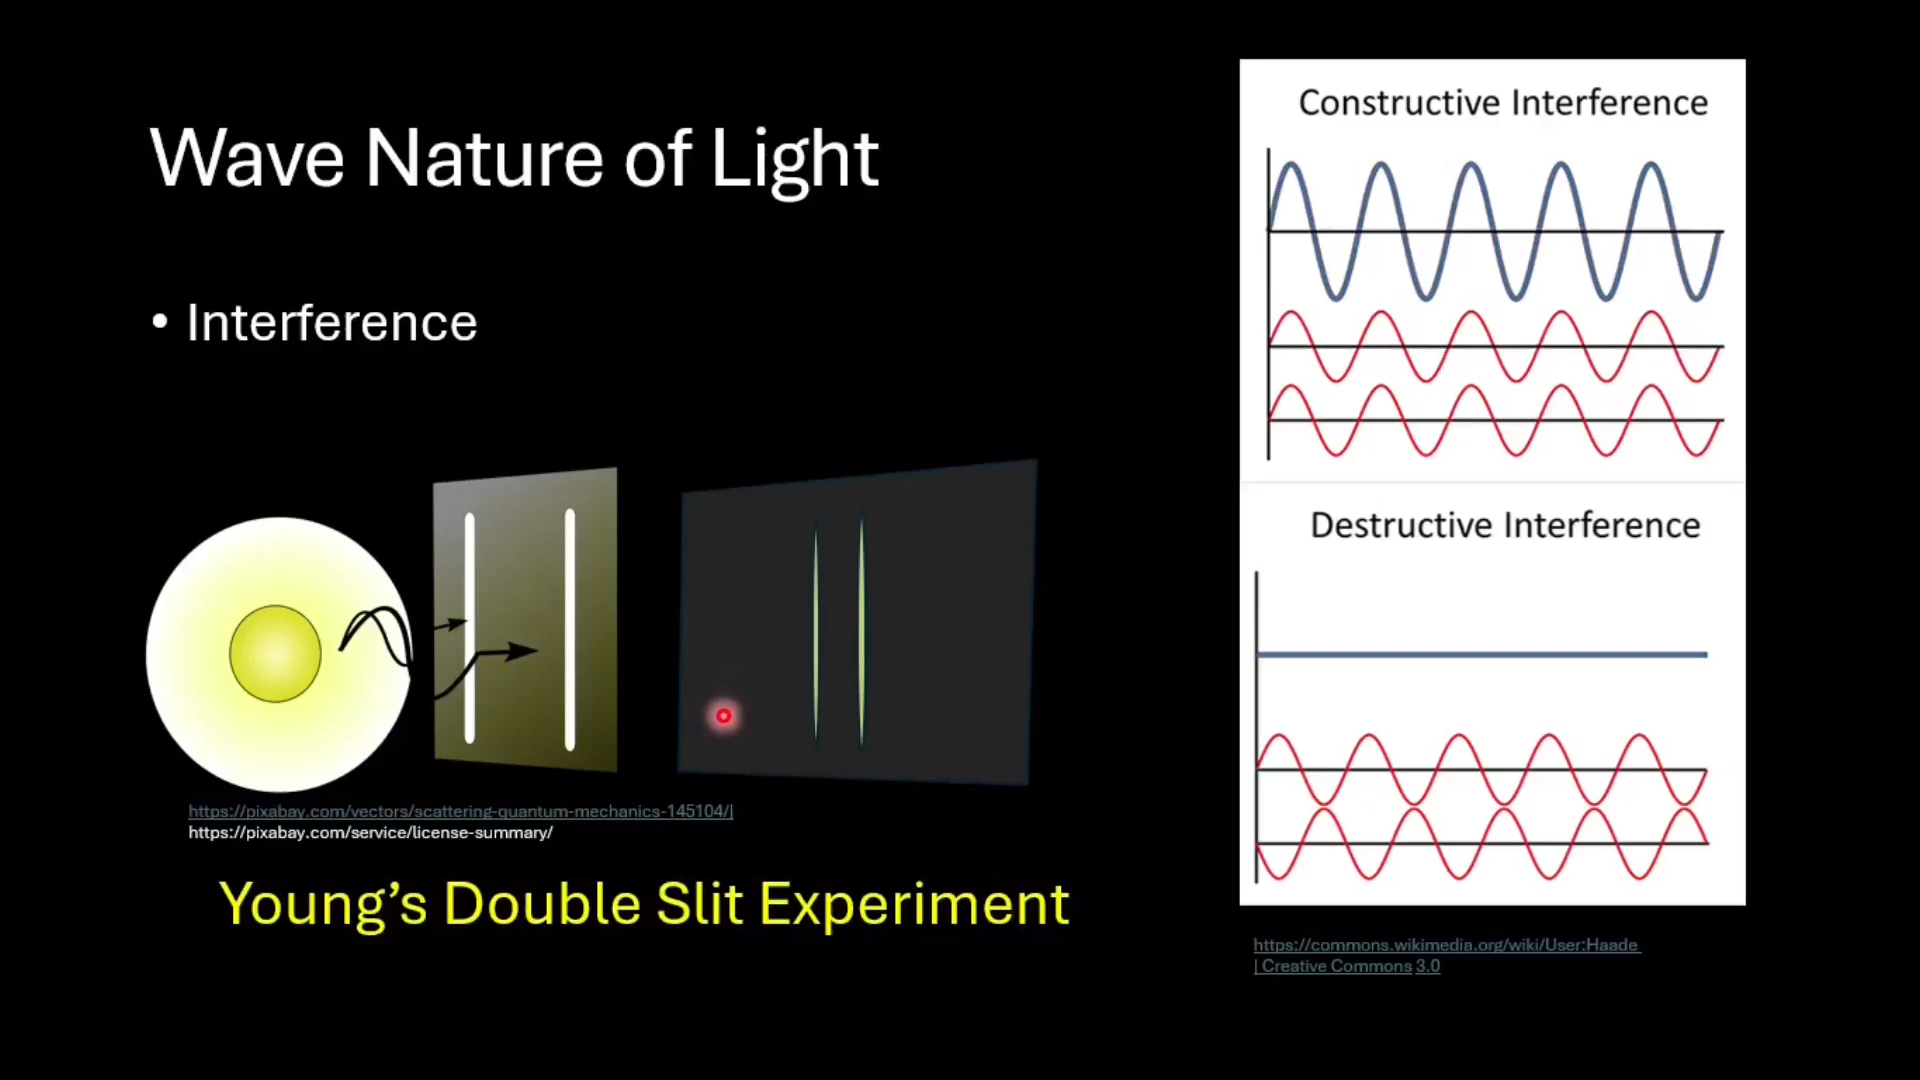 Wave Nature of Light
• Interference
https://pixabay.com/vectors/scattering-quantum-mechanics-145104/|
https://pixabay.com/service/license-summary/
Young’s Double Slit Experiment
Constructive Interference
Destructive Interference
https://commons.wikimedia.org/wiki/User:Haade
| Creative Commons 3.0